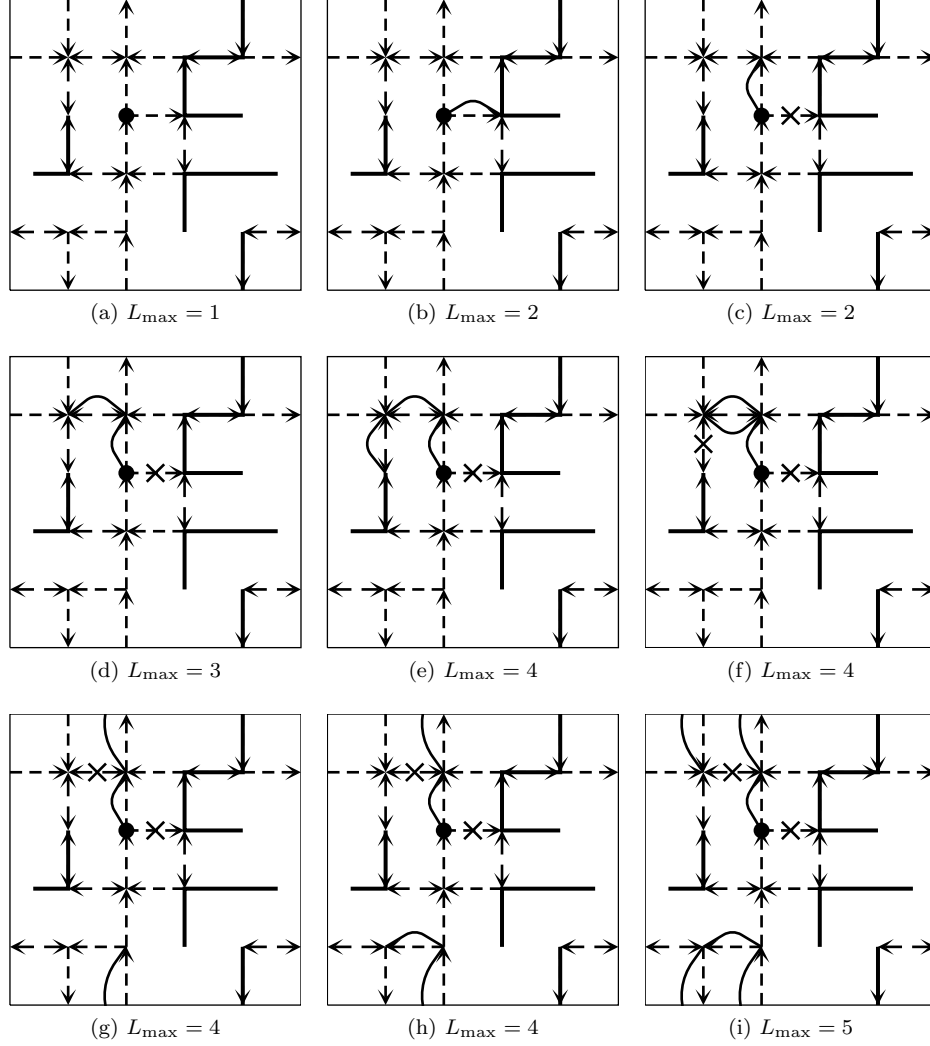 (a) L_max = 1
(b) L_max = 2
(c) L_max = 2
(d) L_max = 3
(e) L_max = 4
(f) L_max = 4
(g) L_max = 4
(h) L_max = 4
(i) L_max = 5